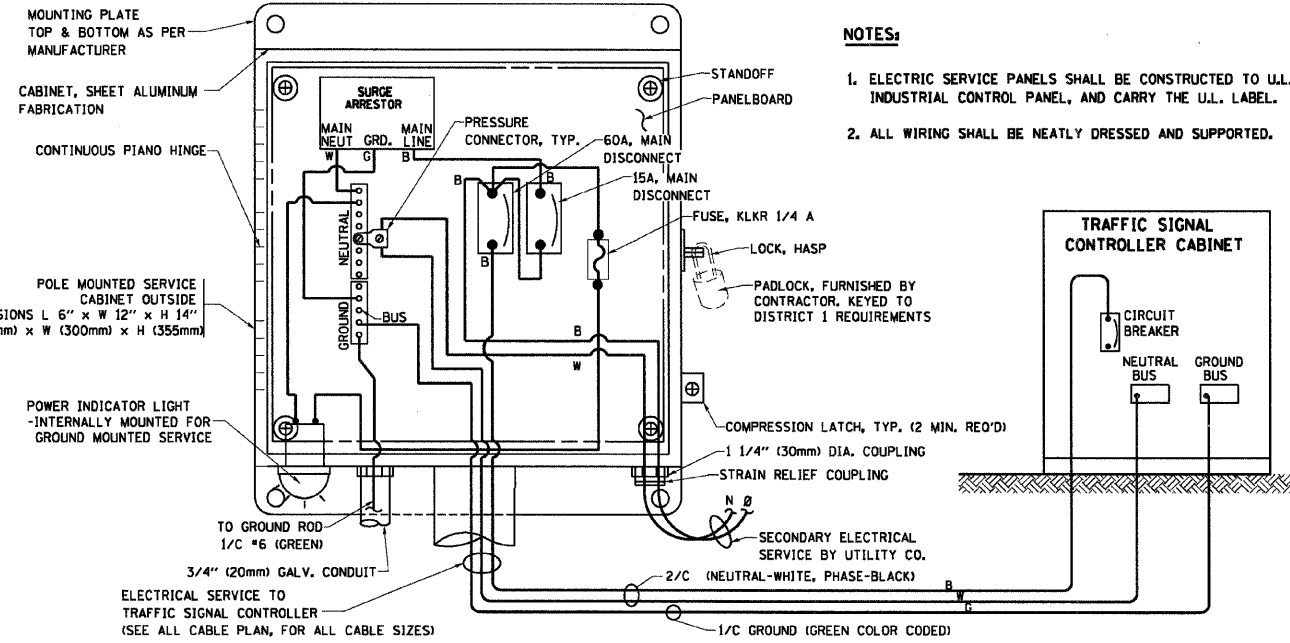 MOUNTING PLATE
TOP & BOTTOM AS PER
MANUFACTURER
CABINET, SHEET ALUMINUM
FABRICATION
CONTINUOUS PIANO HINGE
POLE MOUNTED SERVICE
CABINET OUTSIDE
SIONS L 6" x W 12" x H 14"
m) x W (300mm) x H (355mm)
POWER INDICATOR LIGHT
-INTERNALLY MOUNTED FOR
GROUND MOUNTED SERVICE
SURGE
ARRESTOR
MAIN
NEUT
GRD.
MAIN
LINE
W
G
B
PRESSURE
CONNECTOR, TYP.
STANDOFF
PANELBOARD
60A, MAIN
DISCONNECT
15A, MAIN
DISCONNECT
B
B
B
FUSE, KLKR 1/4 A
LOCK, HASP
PADLOCK, FURNISHED BY
CONTRACTOR, KEYED TO
DISTRICT 1 REQUIREMENTS
NEUTRAL
GROUND
BUS
B
W
COMPRESSION LATCH, TYP. (2 MIN. REQ'D)
1 1/4" (30mm) DIA. COUPLING
STRAIN RELIEF COUPLING
N Ø
SECONDARY ELECTRICAL
SERVICE BY UTILITY CO.
TO GROUND ROD
1/C #6 (GREEN)
3/4" (20mm) GALV. CONDUIT
ELECTRICAL SERVICE TO
TRAFFIC SIGNAL CONTROLLER
(SEE ALL CABLE PLAN, FOR ALL CABLE SIZES)
2/C (NEUTRAL-WHITE, PHASE-BLACK)
B
W
G
1/C GROUND (GREEN COLOR CODED)
NOTES:
1. ELECTRIC SERVICE PANELS SHALL BE CONSTRUCTED TO U.L.
INDUSTRIAL CONTROL PANEL, AND CARRY THE U.L. LABEL.
2. ALL WIRING SHALL BE NEATLY DRESSED AND SUPPORTED.
TRAFFIC SIGNAL
CONTROLLER CABINET
CIRCUIT
BREAKER
NEUTRAL
BUS
GROUND
BUS